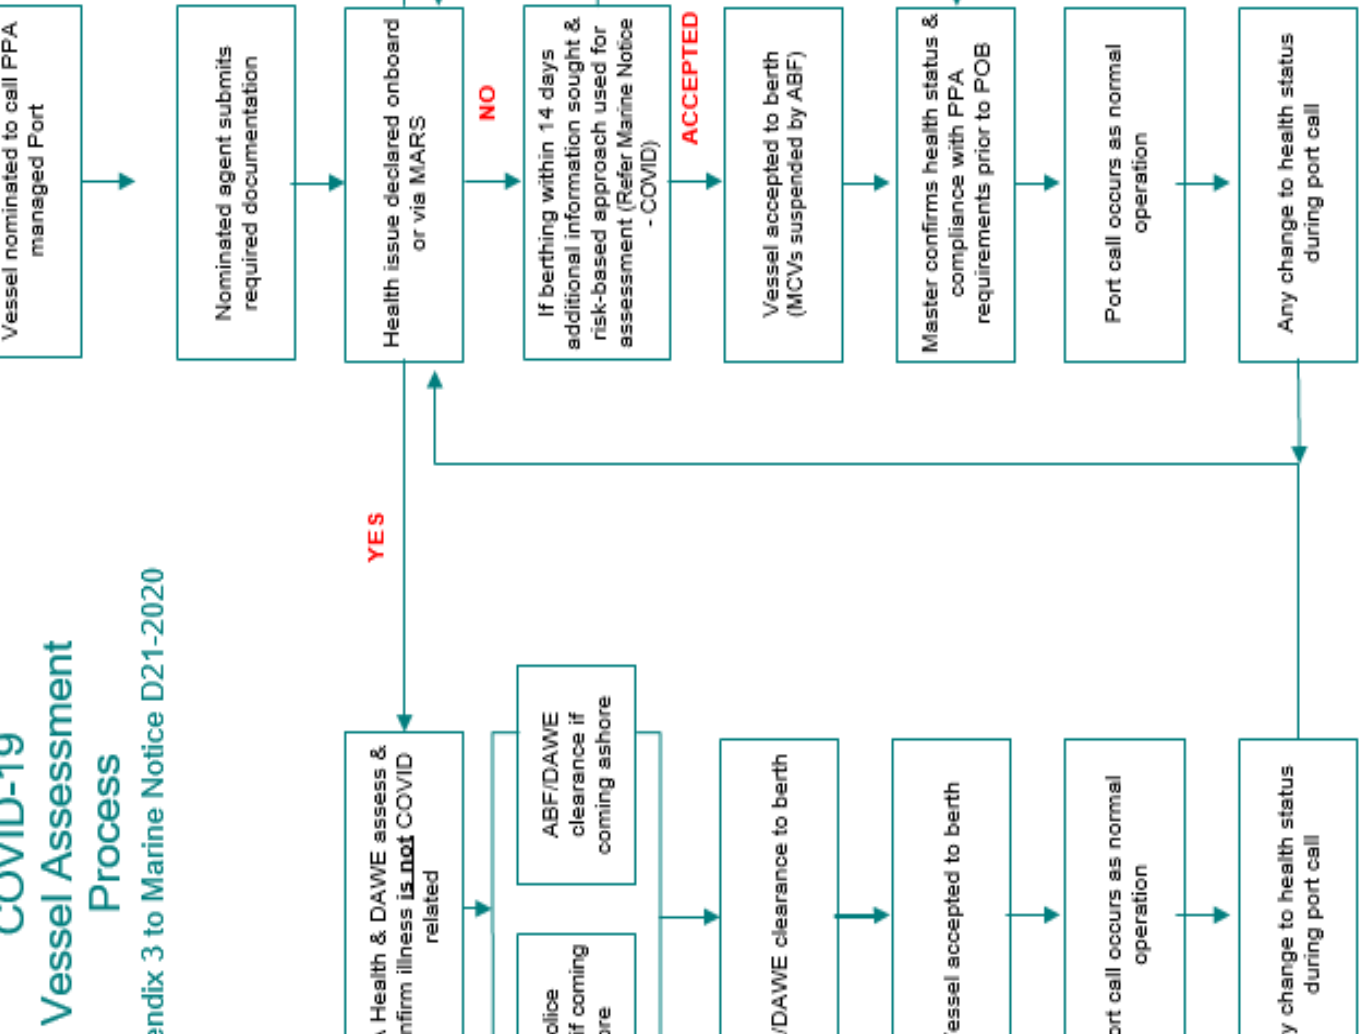 COVID-19
Vessel Assessment
Process
endix 3 to Marine Notice D21-2020
Vessel nominated to call PPA
managed Port
Nominated agent submits
required documentation
Health issue declared onboard
or via MARS
YES
NO
If berthing within 14 days
additional information sought &
risk-based approach used for
assessment (Refer Marine Notice
- COVID)
ACCEPTED
Vessel accepted to berth
(MCVs suspended by ABF)
Master confirms health status &
compliance with PPA
requirements prior to POB
Port call occurs as normal
operation
Any change to health status
during port call
A Health & DAWE assess &
nfirm illness is not COVID
related
olice
if coming
ore
ABF/DAWE
clearance if
coming ashore
/DAWE clearance to berth
essel accepted to berth
ort call occurs as normal
operation
y change to health status
during port call